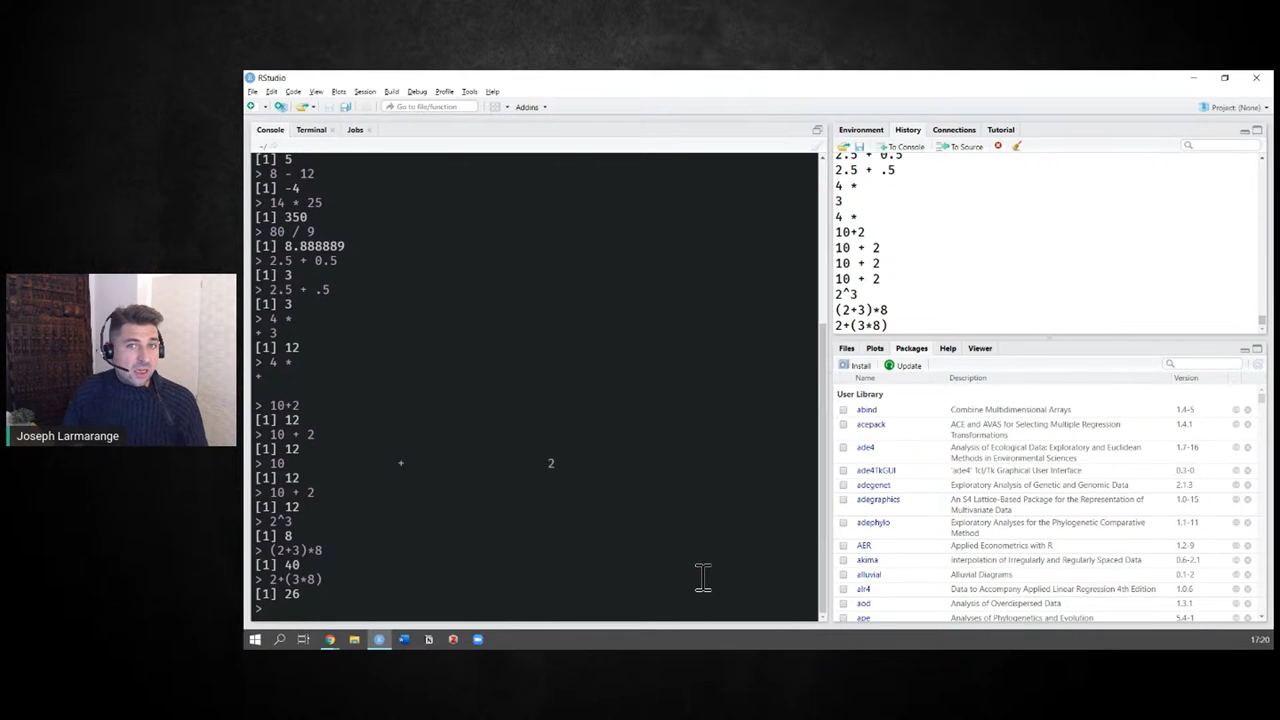 RStudio
File Edit Code View Plots Session Build Debug Profile Tools Help
Go to file/function Addins Project: (None)
Console Terminal Jobs
~/
[1] 5
> 8 - 12
[1] -4
> 14 * 25
[1] 350
> 80 / 9
[1] 8.888889
> 2.5 + 0.5
[1] 3
> 2.5 + .5
[1] 3
> 4 *
+ 3
[1] 12
> 4 *
+
> 10+2
[1] 12
> 10 + 2
[1] 12
> 10 + 2
[1] 12
> 10 + 2
[1] 12
> 2^3
[1] 8
> (2+3)*8
[1] 40
> 2+(3*8)
[1] 26
>
Environment History Connections Tutorial
To Console To Source
2.5 + 0.5
2.5 + .5
4 *
3
4 *
10+2
10 + 2
10 + 2
10 + 2
2^3
(2+3)*8
2+(3*8)
Files Plots Packages Help Viewer
Install Update
Name Description Version
User Library
abind Combine Multidimensional Arrays 1.4-5
acepack ACE and AVAS for Selecting Multiple Regression 1.4.1
Transformations
ade4 Analysis of Ecological Data: Exploratory and Euclidean 1.7-16
Methods in Environmental Sciences
ade4TkGUI 'ade4' Tcl/Tk Graphical User Interface 0.3-0
adegenet Exploratory Analysis of Genetic and Genomic Data 2.1.3
adegraphics An S4 Lattice-Based Package for the Representation of 1.0-15
Multivariate Data
adephylo Exploratory Analyses for the Phylogenetic Comparative 1.1-11
Method
AER Applied Econometrics with R 1.2-9
akima Interpolation of Irregularly and Regularly Spaced Data 0.6-2.1
alluvial Alluvial Diagrams 0.1-2
alr4 Data to Accompany Applied Linear Regression 4th Edition 1.0.6
aod Analysis of Overdispersed Data 1.3.1
ape Analyses of Phylogenetics and Evolution 5.4-1
17:20
Joseph Larmarange